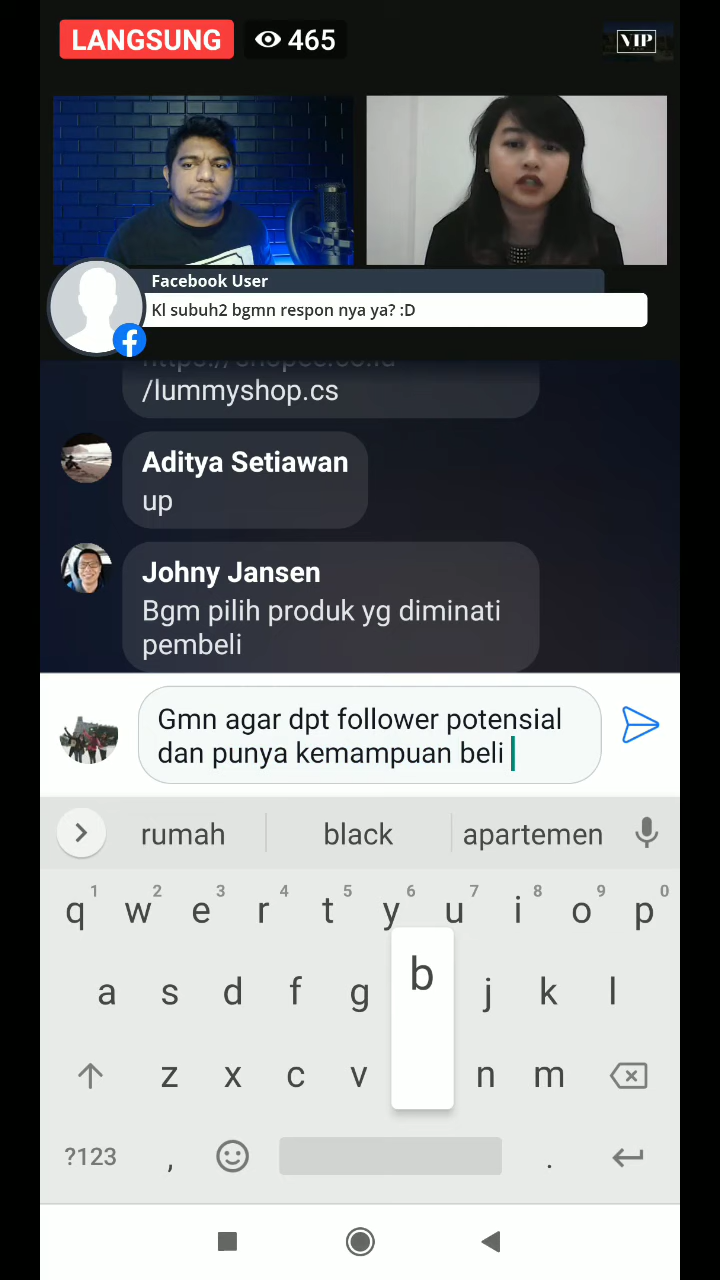 LANGSUNG 465
VIP
Facebook User
Kl subuh2 bgmn respon nya ya? :D
/lummyshop.cs
Aditya Setiawan
up
Johny Jansen
Bgm pilih produk yg diminati
pembeli
Gmn agar dpt follower potensial
dan punya kemampuan beli
rumah black apartemen
1 2 3 4 5 6 7 8 9 0
q w e r t y u i o p
a s d f g j k l
b
z x c v n m
?123 , .